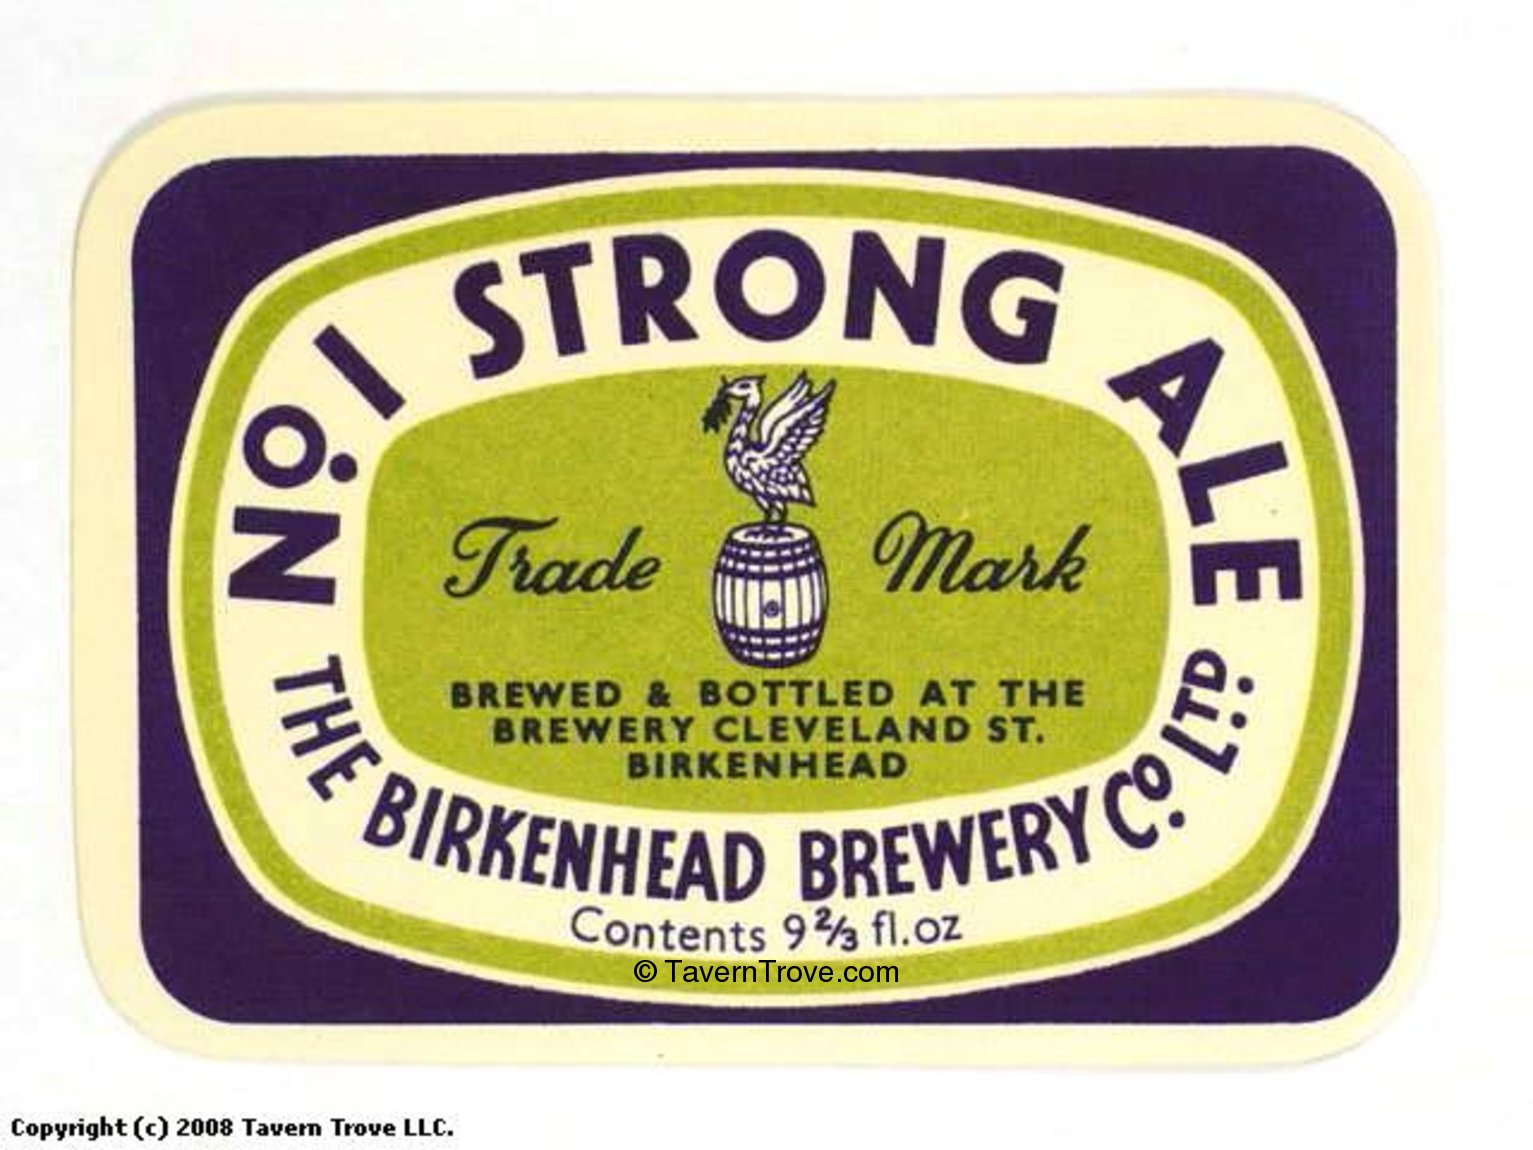 No. 1 STRONG ALE
Trade Mark
BREWED & BOTTLED AT THE
BREWERY CLEVELAND ST.
BIRKENHEAD
THE BIRKENHEAD BREWERY Co. LTD.
Contents 9 2/3 fl.oz
© TavernTrove.com
Copyright (c) 2008 Tavern Trove LLC.